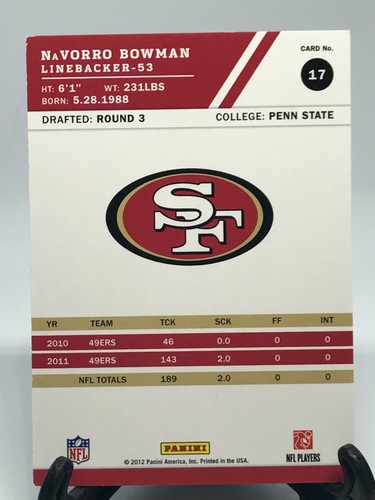 NAVORRO BOWMAN
LINEBACKER-53
CARD No.
17
HT: 6'1" WT: 231LBS
BORN: 5.28.1988
DRAFTED: ROUND 3 COLLEGE: PENN STATE
SF
YR TEAM TCK SCK FF INT
2010 49ERS 46 0.0 0 0
2011 49ERS 143 2.0 0 0
NFL TOTALS 189 2.0 0 0
NFL
PANINI
NFL PLAYERS
© 2012 Panini America, Inc. Printed in the USA.